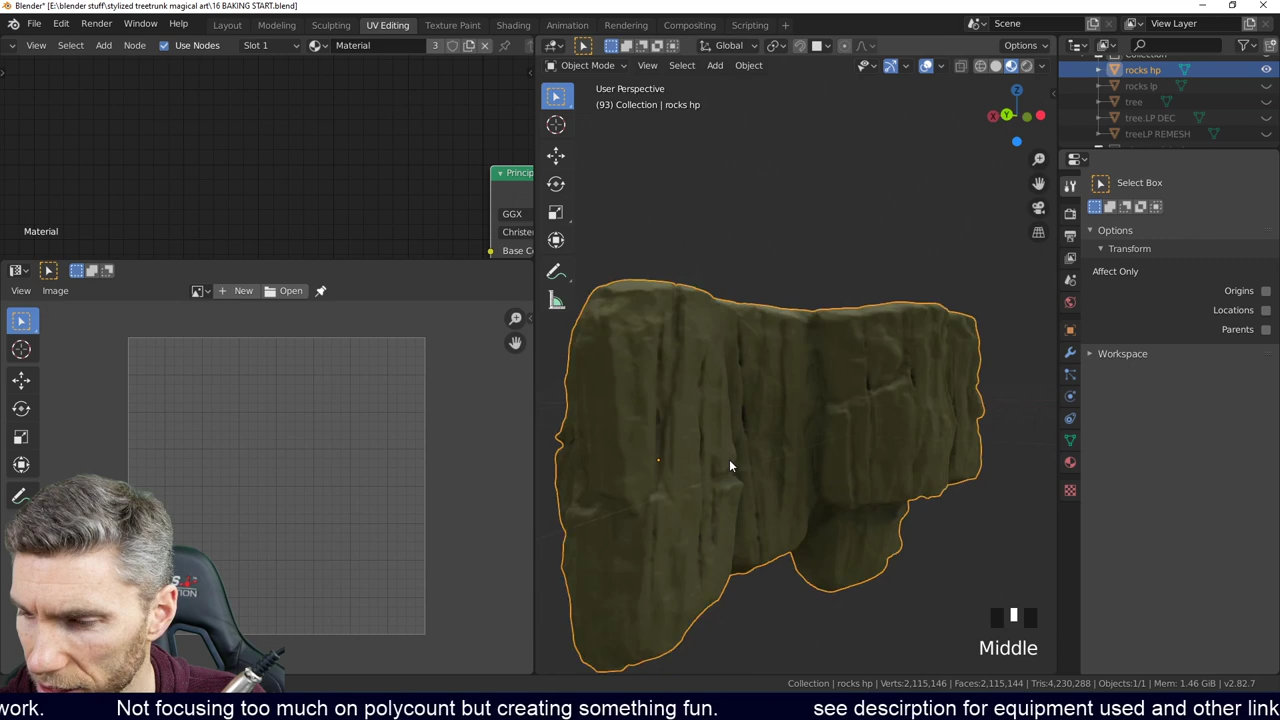 Blender* [E:\blender stuff\stylized treetrunk magical art\16 BAKING START.blend]
File Edit Render Window Help Layout Modeling Sculpting UV Editing Texture Paint Shading Animation Rendering Compositing Scripting Scene View Layer
View Select Add Node Use Nodes Slot 1 Material 3 Global Options
Object Mode View Select Add Object
Collection
rocks hp
rocks lp
tree
tree.LP DEC
treeLP REMESH
User Perspective
(93) Collection | rocks hp
Z
X
Y
Princip
GGX
Christe
Base Co
Material
View Image New Open
Select Box
Options
Transform
Affect Only
Origins
Locations
Parents
Workspace
Middle
Collection | rocks hp | Verts:2,115,146 | Faces:2,115,144 | Tris:4,230,288 | Objects:1/1 | Mem: 1.46 GiB | v2.82.7
work. Not focusing too much on polycount but creating something fun. see descirption for equipment used and other link